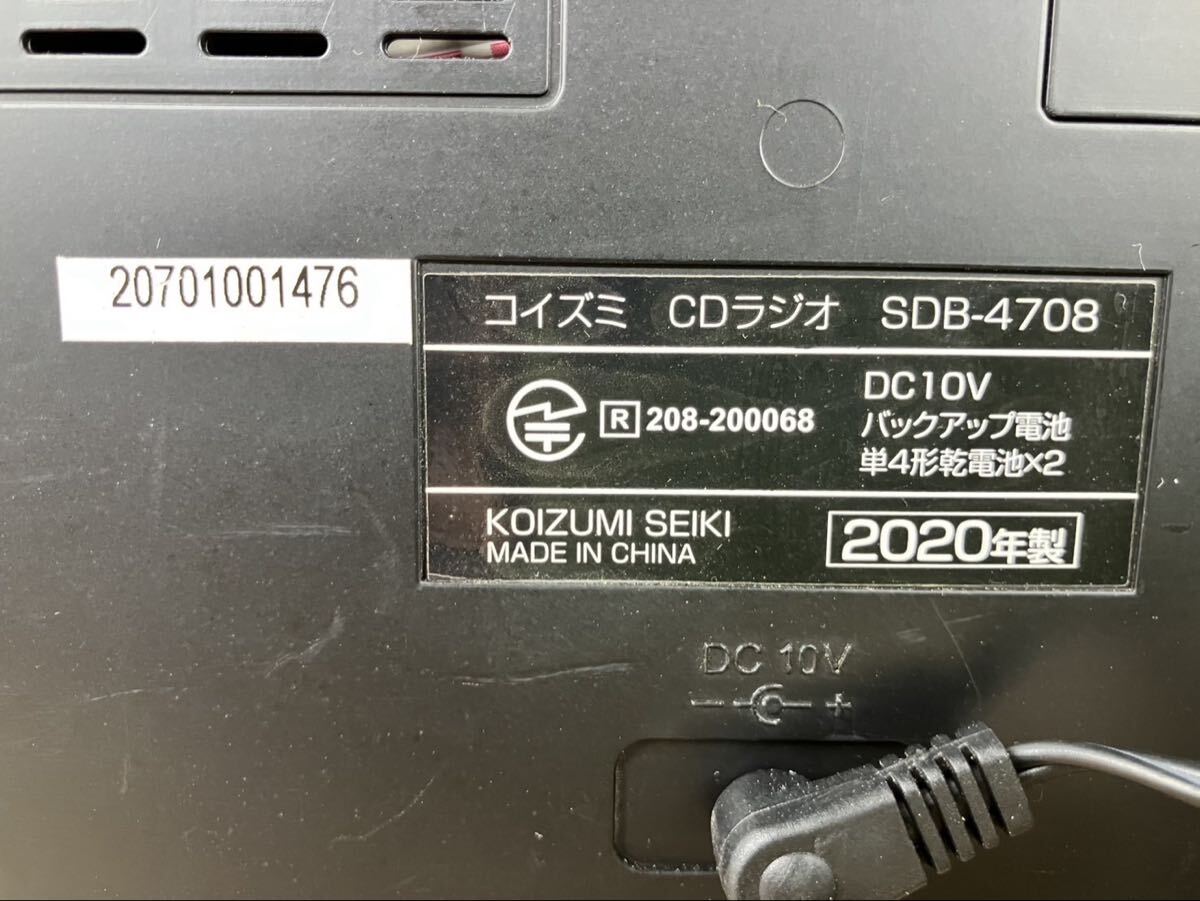 20701001476
コイズミ CDラジオ SDB-4708
R 208-200068
DC10V
バックアップ電池
単4形乾電池×2
KOIZUMI SEIKI
MADE IN CHINA
2020年製
DC 10V